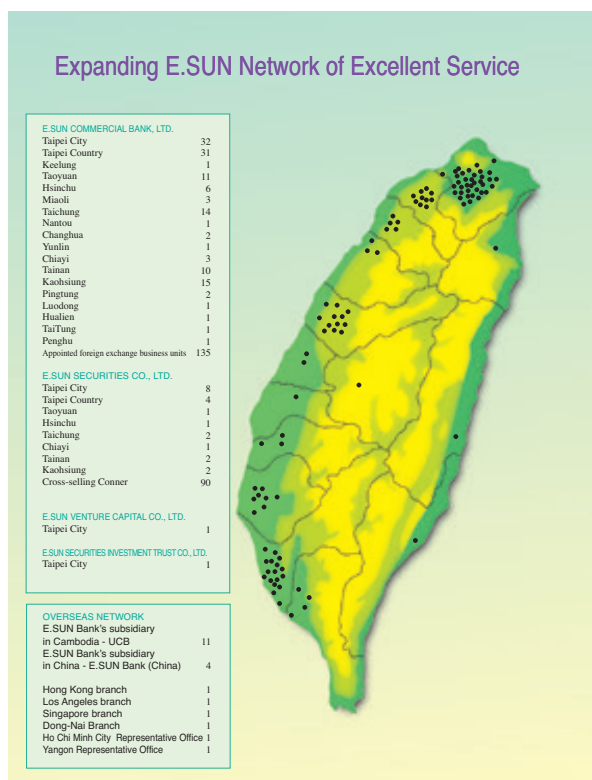 Expanding E.SUN Network of Excellent Service
E.SUN COMMERCIAL BANK, LTD.
Taipei City 32
Taipei Country 31
Keelung 1
Taoyuan 11
Hsinchu 6
Miaoli 3
Taichung 14
Nantou 1
Changhua 2
Yunlin 1
Chiayi 3
Tainan 10
Kaohsiung 15
Pingtung 2
Luodong 1
Hualien 1
TaiTung 1
Penghu 1
Appointed foreign exchange business units 135
E.SUN SECURITIES CO., LTD.
Taipei City 8
Taipei Country 4
Taoyuan 1
Hsinchu 1
Taichung 2
Chiayi 1
Tainan 2
Kaohsiung 2
Cross-selling Conner 90
E.SUN VENTURE CAPITAL CO., LTD.
Taipei City 1
E.SUN SECURITIES INVESTMENT TRUST CO., LTD.
Taipei City 1
OVERSEAS NETWORK
E.SUN Bank's subsidiary
in Cambodia - UCB 11
E.SUN Bank's subsidiary
in China - E.SUN Bank (China) 4
Hong Kong branch 1
Los Angeles branch 1
Singapore branch 1
Dong-Nai Branch 1
Ho Chi Minh City Representative Office 1
Yangon Representative Office 1